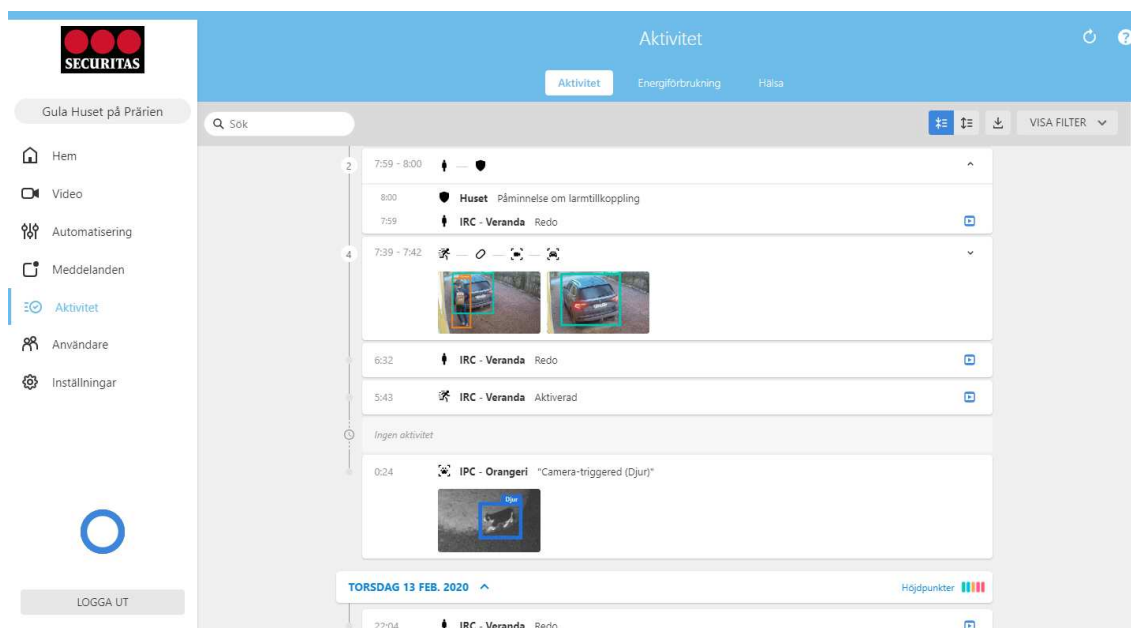 SECURITAS
Aktivitet
?
Aktivitet Energiförbrukning Hälsa
Gula Huset på Prärien
Sök
VISA FILTER
Hem
Video
Automatisering
Meddelanden
Aktivitet
Användare
Inställningar
LOGGA UT
2 7:59 - 8:00
8:00 Huset Påminnelse om larmtillkoppling
7:59 IRC - Veranda Redo
4 7:39 - 7:42
6:32 IRC - Veranda Redo
5:43 IRC - Veranda Aktiverad
Ingen aktivitet
0:24 IPC - Orangeri "Camera-triggered (Djur)"
Djur
TORSDAG 13 FEB. 2020 Höjdpunkter
22:04 IRC - Veranda Redo